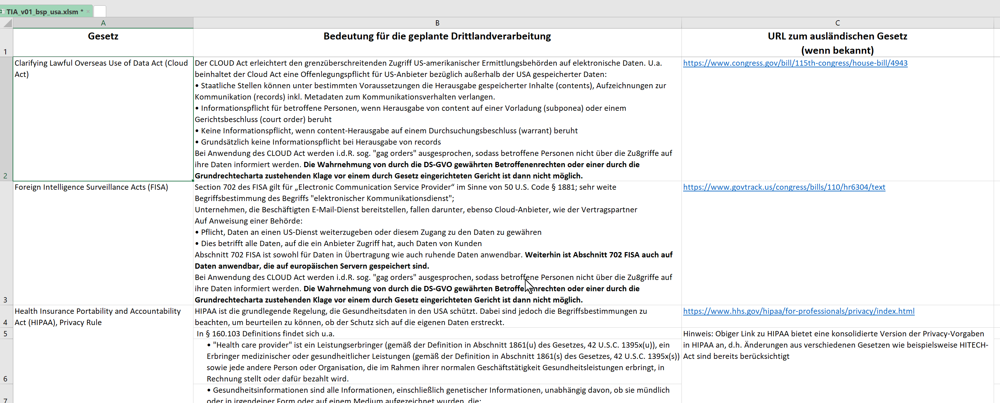 TIA_v01_bsp_usa.xlsm *
A
B
C
1
Gesetz
Bedeutung für die geplante Drittlandverarbeitung
URL zum ausländischen Gesetz
(wenn bekannt)
2
Clarifying Lawful Overseas Use of Data Act (Cloud
Act)
Der CLOUD Act erleichtert den grenzüberschreitenden Zugriff US-amerikanischer Ermittlungsbehörden auf elektronische Daten. U.a.
beinhaltet der Cloud Act eine Offenlegungspflicht für US-Anbieter bezüglich außerhalb der USA gespeicherter Daten:
• Staatliche Stellen können unter bestimmten Voraussetzungen die Herausgabe gespeicherter Inhalte (contents), Aufzeichnungen zur
Kommunikation (records) inkl. Metadaten zum Kommunikationsverhalten verlangen.
• Informationspflicht für betroffene Personen, wenn Herausgabe von content auf einer Vorladung (subponea) oder einem
Gerichtsbeschluss (court order) beruht
• Keine Informationspflicht, wenn content-Herausgabe auf einem Durchsuchungsbeschluss (warrant) beruht
• Grundsätzlich keine Informationspflicht bei Herausgabe von records
Bei Anwendung des CLOUD Act werden i.d.R. sog. "gag orders" ausgesprochen, sodass betroffene Personen nicht über die Zu8griffe auf
ihre Daten informiert werden. Die Wahrnehmung von durch die DS-GVO gewährten Betroffenenrechten oder einer durch die
Grundrechtecharta zustehenden Klage vor einem durch Gesetz eingerichteten Gericht ist dann nicht möglich.
https://www.congress.gov/bill/115th-congress/house-bill/4943
3
Foreign Intelligence Surveillance Acts (FISA)
Section 702 des FISA gilt für „Electronic Communication Service Provider“ im Sinne von 50 U.S. Code § 1881; sehr weite
Begriffsbestimmung des Begriffs "elektronischer Kommunikationsdienst";
Unternehmen, die Beschäftigten E-Mail-Dienst bereitstellen, fallen darunter, ebenso Cloud-Anbieter, wie der Vertragspartner
Auf Anweisung einer Behörde:
• Pflicht, Daten an einen US-Dienst weiterzugeben oder diesem Zugang zu den Daten zu gewähren
• Dies betrifft alle Daten, auf die ein Anbieter Zugriff hat, auch Daten von Kunden
Abschnitt 702 FISA ist sowohl für Daten in Übertragung wie auch ruhende Daten anwendbar. Weiterhin ist Abschnitt 702 FISA auch auf
Daten anwendbar, die auf europäischen Servern gespeichert sind.
Bei Anwendung des CLOUD Act werden i.d.R. sog. "gag orders" ausgesprochen, sodass betroffene Personen nicht über die Zu8griffe auf
ihre Daten informiert werden. Die Wahrnehmung von durch die DS-GVO gewährten Betroffenenrechten oder einer durch die
Grundrechtecharta zustehenden Klage vor einem durch Gesetz eingerichteten Gericht ist dann nicht möglich.
https://www.govtrack.us/congress/bills/110/hr6304/text
4
Health Insurance Portability and Accountability
Act (HIPAA), Privacy Rule
HIPAA ist die grundlegende Regelung, die Gesundheitsdaten in den USA schützt. Dabei sind jedoch die Begriffsbestimmungen zu
beachten, um beurteilen zu können, ob der Schutz sich auf die eigenen Daten erstreckt.
https://www.hhs.gov/hipaa/for-professionals/privacy/index.html
5
In § 160.103 Definitions findet sich u.a.
Hinweis: Obiger Link zu HIPAA bietet eine konsolidierte Version der Privacy-Vorgaben
in HIPAA an, d.h. Änderungen aus verschiedenen Gesetzen wie beispielsweise HITECH-
Act sind bereits berücksichtigt
6
• "Health care provider" ist ein Leistungserbringer (gemäß der Definition in Abschnitt 1861(u) des Gesetzes, 42 U.S.C. 1395x(u)), ein
Erbringer medizinischer oder gesundheitlicher Leistungen (gemäß der Definition in Abschnitt 1861(s) des Gesetzes, 42 U.S.C. 1395x(s))
sowie jede andere Person oder Organisation, die im Rahmen ihrer normalen Geschäftstätigkeit Gesundheitsleistungen erbringt, in
Rechnung stellt oder dafür bezahlt wird.
7
• Gesundheitsinformationen sind alle Informationen, einschließlich genetischer Informationen, unabhängig davon, ob sie mündlich
oder in irgendeiner Form oder auf einem Medium aufgezeichnet wurden, die: